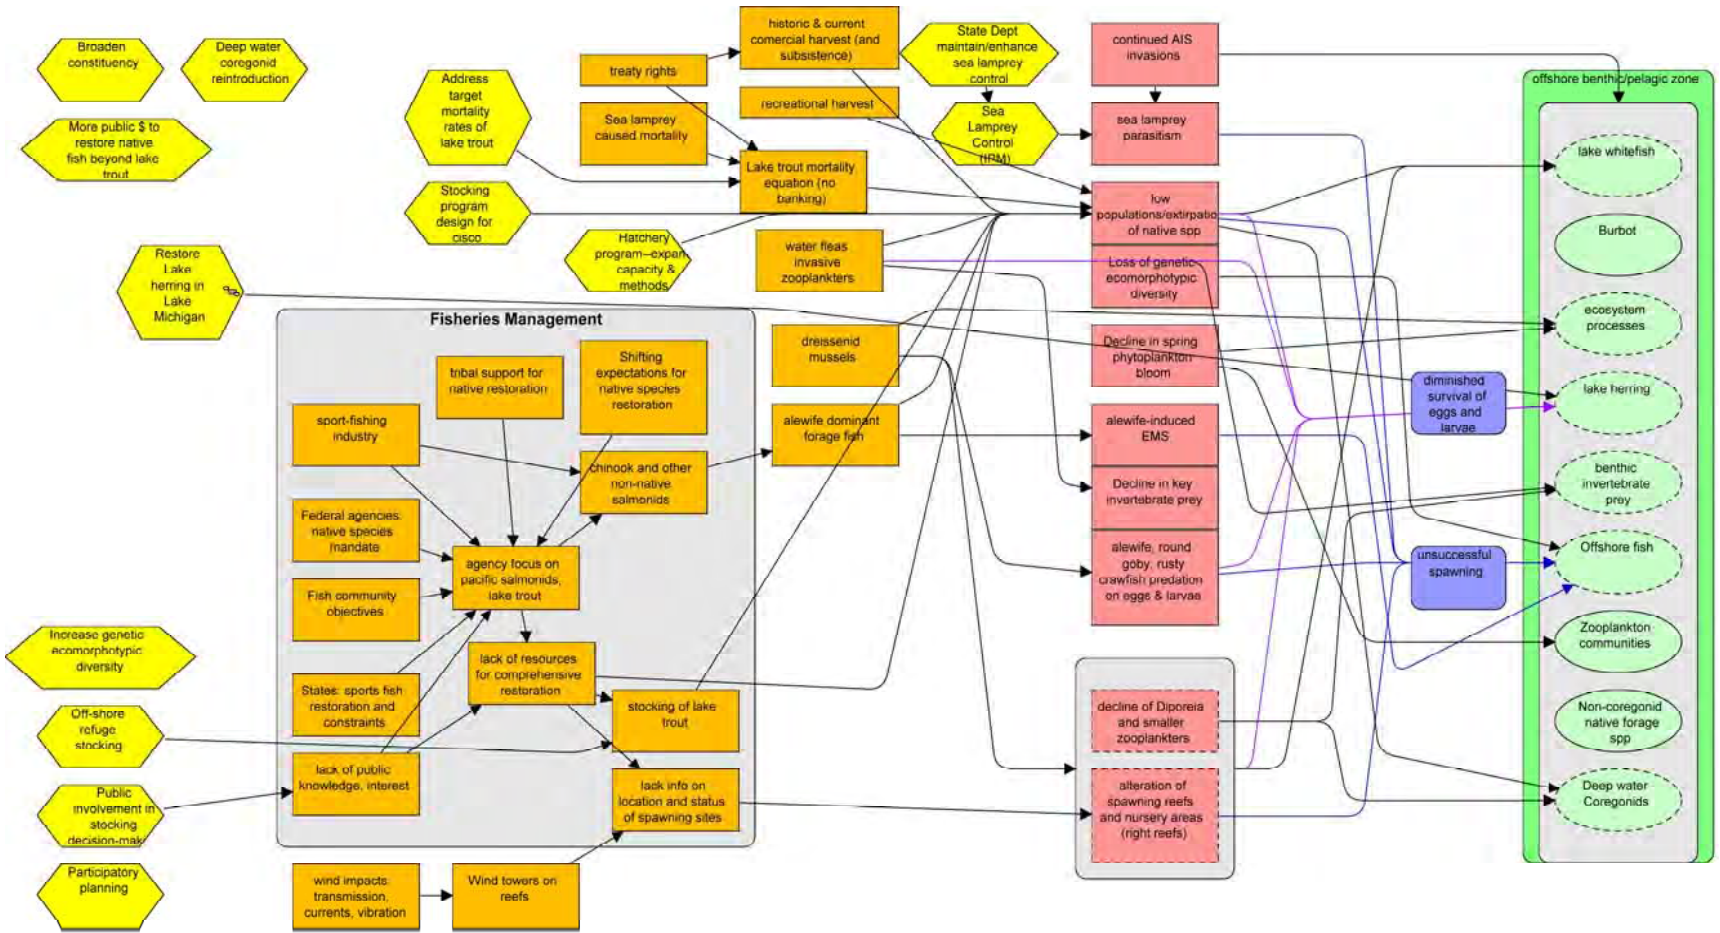 Broaden
constituency
Deep water
coregonid
reintroduction
More public $ to
restore native
fish beyond lake
trout
Address
target
mortality
rates of
lake trout
Stocking
program
design for
cisco
Restore
Lake
herring in
Lake
Michigan
Hatchery
program--expan
capacity &
methods
treaty rights
Sea lamprey
caused mortality
historic & current
comercial harvest (and
subsistence)
recreational harvest
Lake trout mortality
equation (no
banking)
water fleas
invasive
zooplankters
State Dept
maintain/enhance
sea lamprey
control
Sea
Lamprey
Control
(IPM)
continued AIS
invasions
sea lamprey
parasitism
low
populations/extirpatio
of native spp
Loss of genetic
ecomorphotypic
diversity
Decline in spring
phytoplankton
bloom
alewife-induced
EMS
Decline in key
invertebrate prey
alewife, round
goby, rusty
crawfish predation
on eggs & larvae
decline of Diporeia
and smaller
zooplankters
alteration of
spawning reefs
and nursery areas
(right reefs)
Fisheries Management
tribal support for
native restoration
Shifting
expectations for
native species
restoration
sport-fishing
industry
chinook and other
non-native
salmonids
Federal agencies:
native species
mandate
agency focus on
pacific salmonids,
lake trout
Fish community
objectives
lack of resources
for comprehensive
restoration
States: sports fish
restoration and
constraints
stocking of lake
trout
lack of public
knowledge, interest
lack info on
location and status
of spawning sites
dreissenid
mussels
alewife dominant
forage fish
Increase genetic
ecomorphotypic
diversity
Off-shore
refuge
stocking
Public
involvement in
stocking
decision-mak
Participatory
planning
wind impacts:
transmission,
currents, vibration
Wind towers on
reefs
diminished
survival of
eggs and
larvae
unsuccessful
spawning
offshore benthic/pelagic zone
lake whitefish
Burbot
ecosystem
processes
lake herring
benthic
invertebrate
prey
Offshore fish
Zooplankton
communities
Non-coregonid
native forage
spp
Deep water
Coregonids